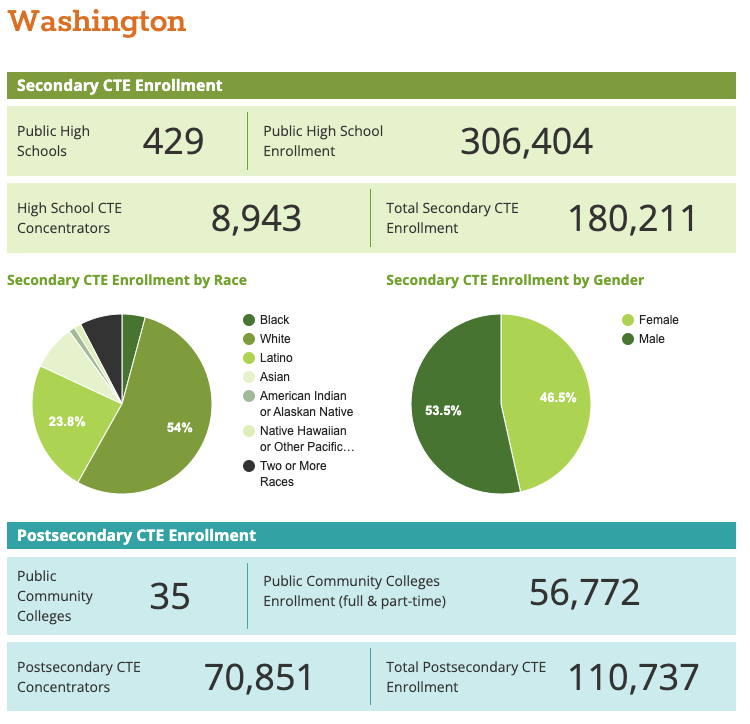 Washington
Secondary CTE Enrollment
Public High
Schools
429
Public High School
Enrollment
306,404
High School CTE
Concentrators
8,943
Total Secondary CTE
Enrollment
180,211
Secondary CTE Enrollment by Race
23.8%
54%
Black
White
Latino
Asian
American Indian
or Alaskan Native
Native Hawaiian
or Other Pacific…
Two or More
Races
Secondary CTE Enrollment by Gender
53.5%
46.5%
Female
Male
Postsecondary CTE Enrollment
Public
Community
Colleges
35
Public Community Colleges
Enrollment (full & part-time)
56,772
Postsecondary CTE
Concentrators
70,851
Total Postsecondary CTE
Enrollment
110,737